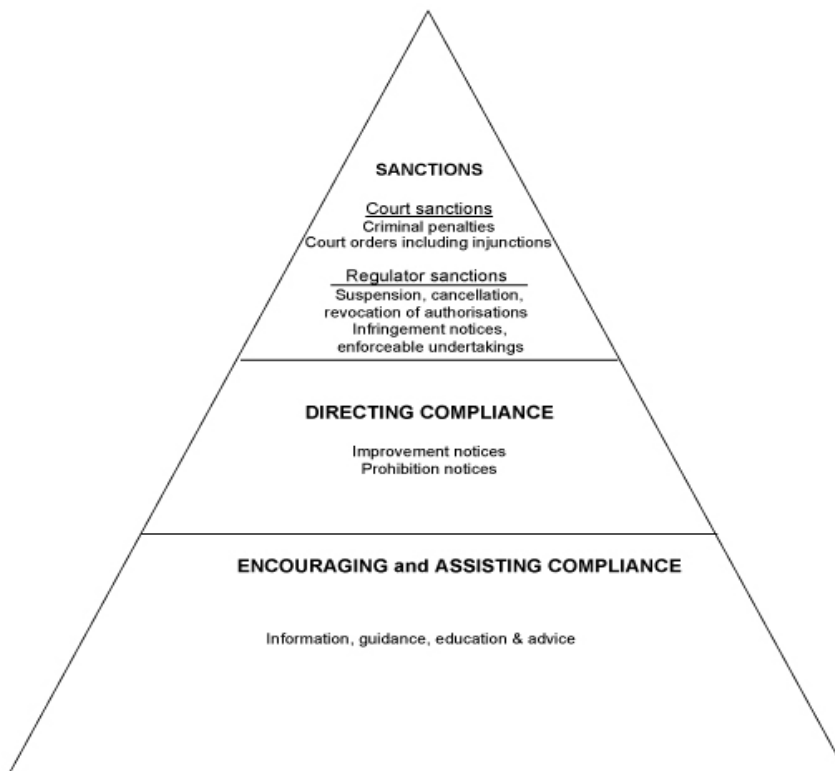 SANCTIONS
Court sanctions
Criminal penalties
Court orders including injunctions
Regulator sanctions
Suspension, cancellation,
revocation of authorisations
Infringement notices,
enforceable undertakings
DIRECTING COMPLIANCE
Improvement notices
Prohibition notices
ENCOURAGING and ASSISTING COMPLIANCE
Information, guidance, education & advice